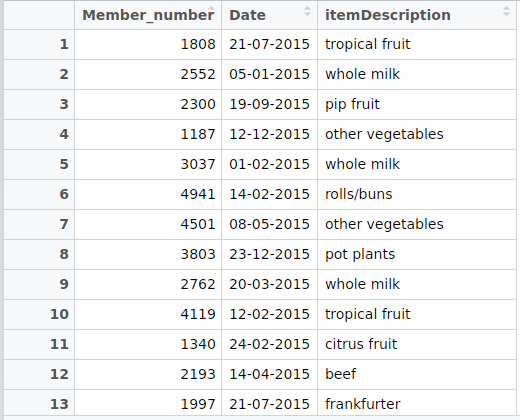 Member_number Date itemDescription
1 1808 21-07-2015 tropical fruit
2 2552 05-01-2015 whole milk
3 2300 19-09-2015 pip fruit
4 1187 12-12-2015 other vegetables
5 3037 01-02-2015 whole milk
6 4941 14-02-2015 rolls/buns
7 4501 08-05-2015 other vegetables
8 3803 23-12-2015 pot plants
9 2762 20-03-2015 whole milk
10 4119 12-02-2015 tropical fruit
11 1340 24-02-2015 citrus fruit
12 2193 14-04-2015 beef
13 1997 21-07-2015 frankfurter